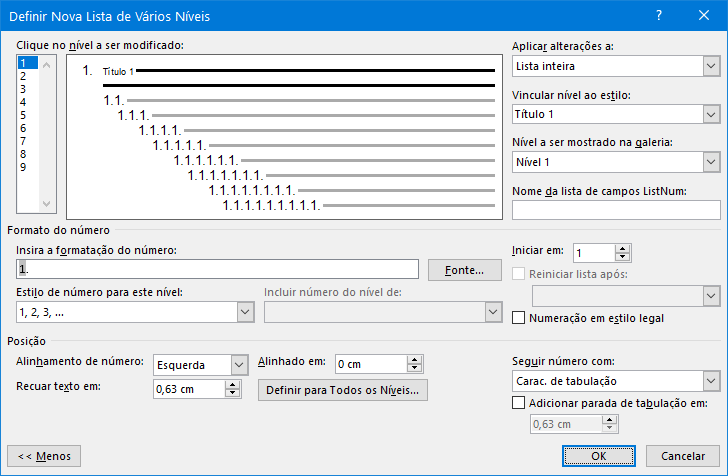 Definir Nova Lista de Vários Níveis
?
Clique no nível a ser modificado:
1
2
3
4
5
6
7
8
9
1. Título 1
1.1.
1.1.1.
1.1.1.1.
1.1.1.1.1.
1.1.1.1.1.1.
1.1.1.1.1.1.1.
1.1.1.1.1.1.1.1.
1.1.1.1.1.1.1.1.1.
Aplicar alterações a:
Lista inteira
Vincular nível ao estilo:
Título 1
Nível a ser mostrado na galeria:
Nível 1
Nome da lista de campos ListNum:
Formato do número
Insira a formatação do número:
1.
Fonte...
Estilo de número para este nível:
1, 2, 3, ...
Incluir número do nível de:
Iniciar em: 1
Reiniciar lista após:
Numeração em estilo legal
Posição
Alinhamento de número: Esquerda
Alinhado em: 0 cm
Recuar texto em: 0,63 cm
Definir para Todos os Níveis...
Seguir número com:
Carac. de tabulação
Adicionar parada de tabulação em:
0,63 cm
<< Menos
OK
Cancelar